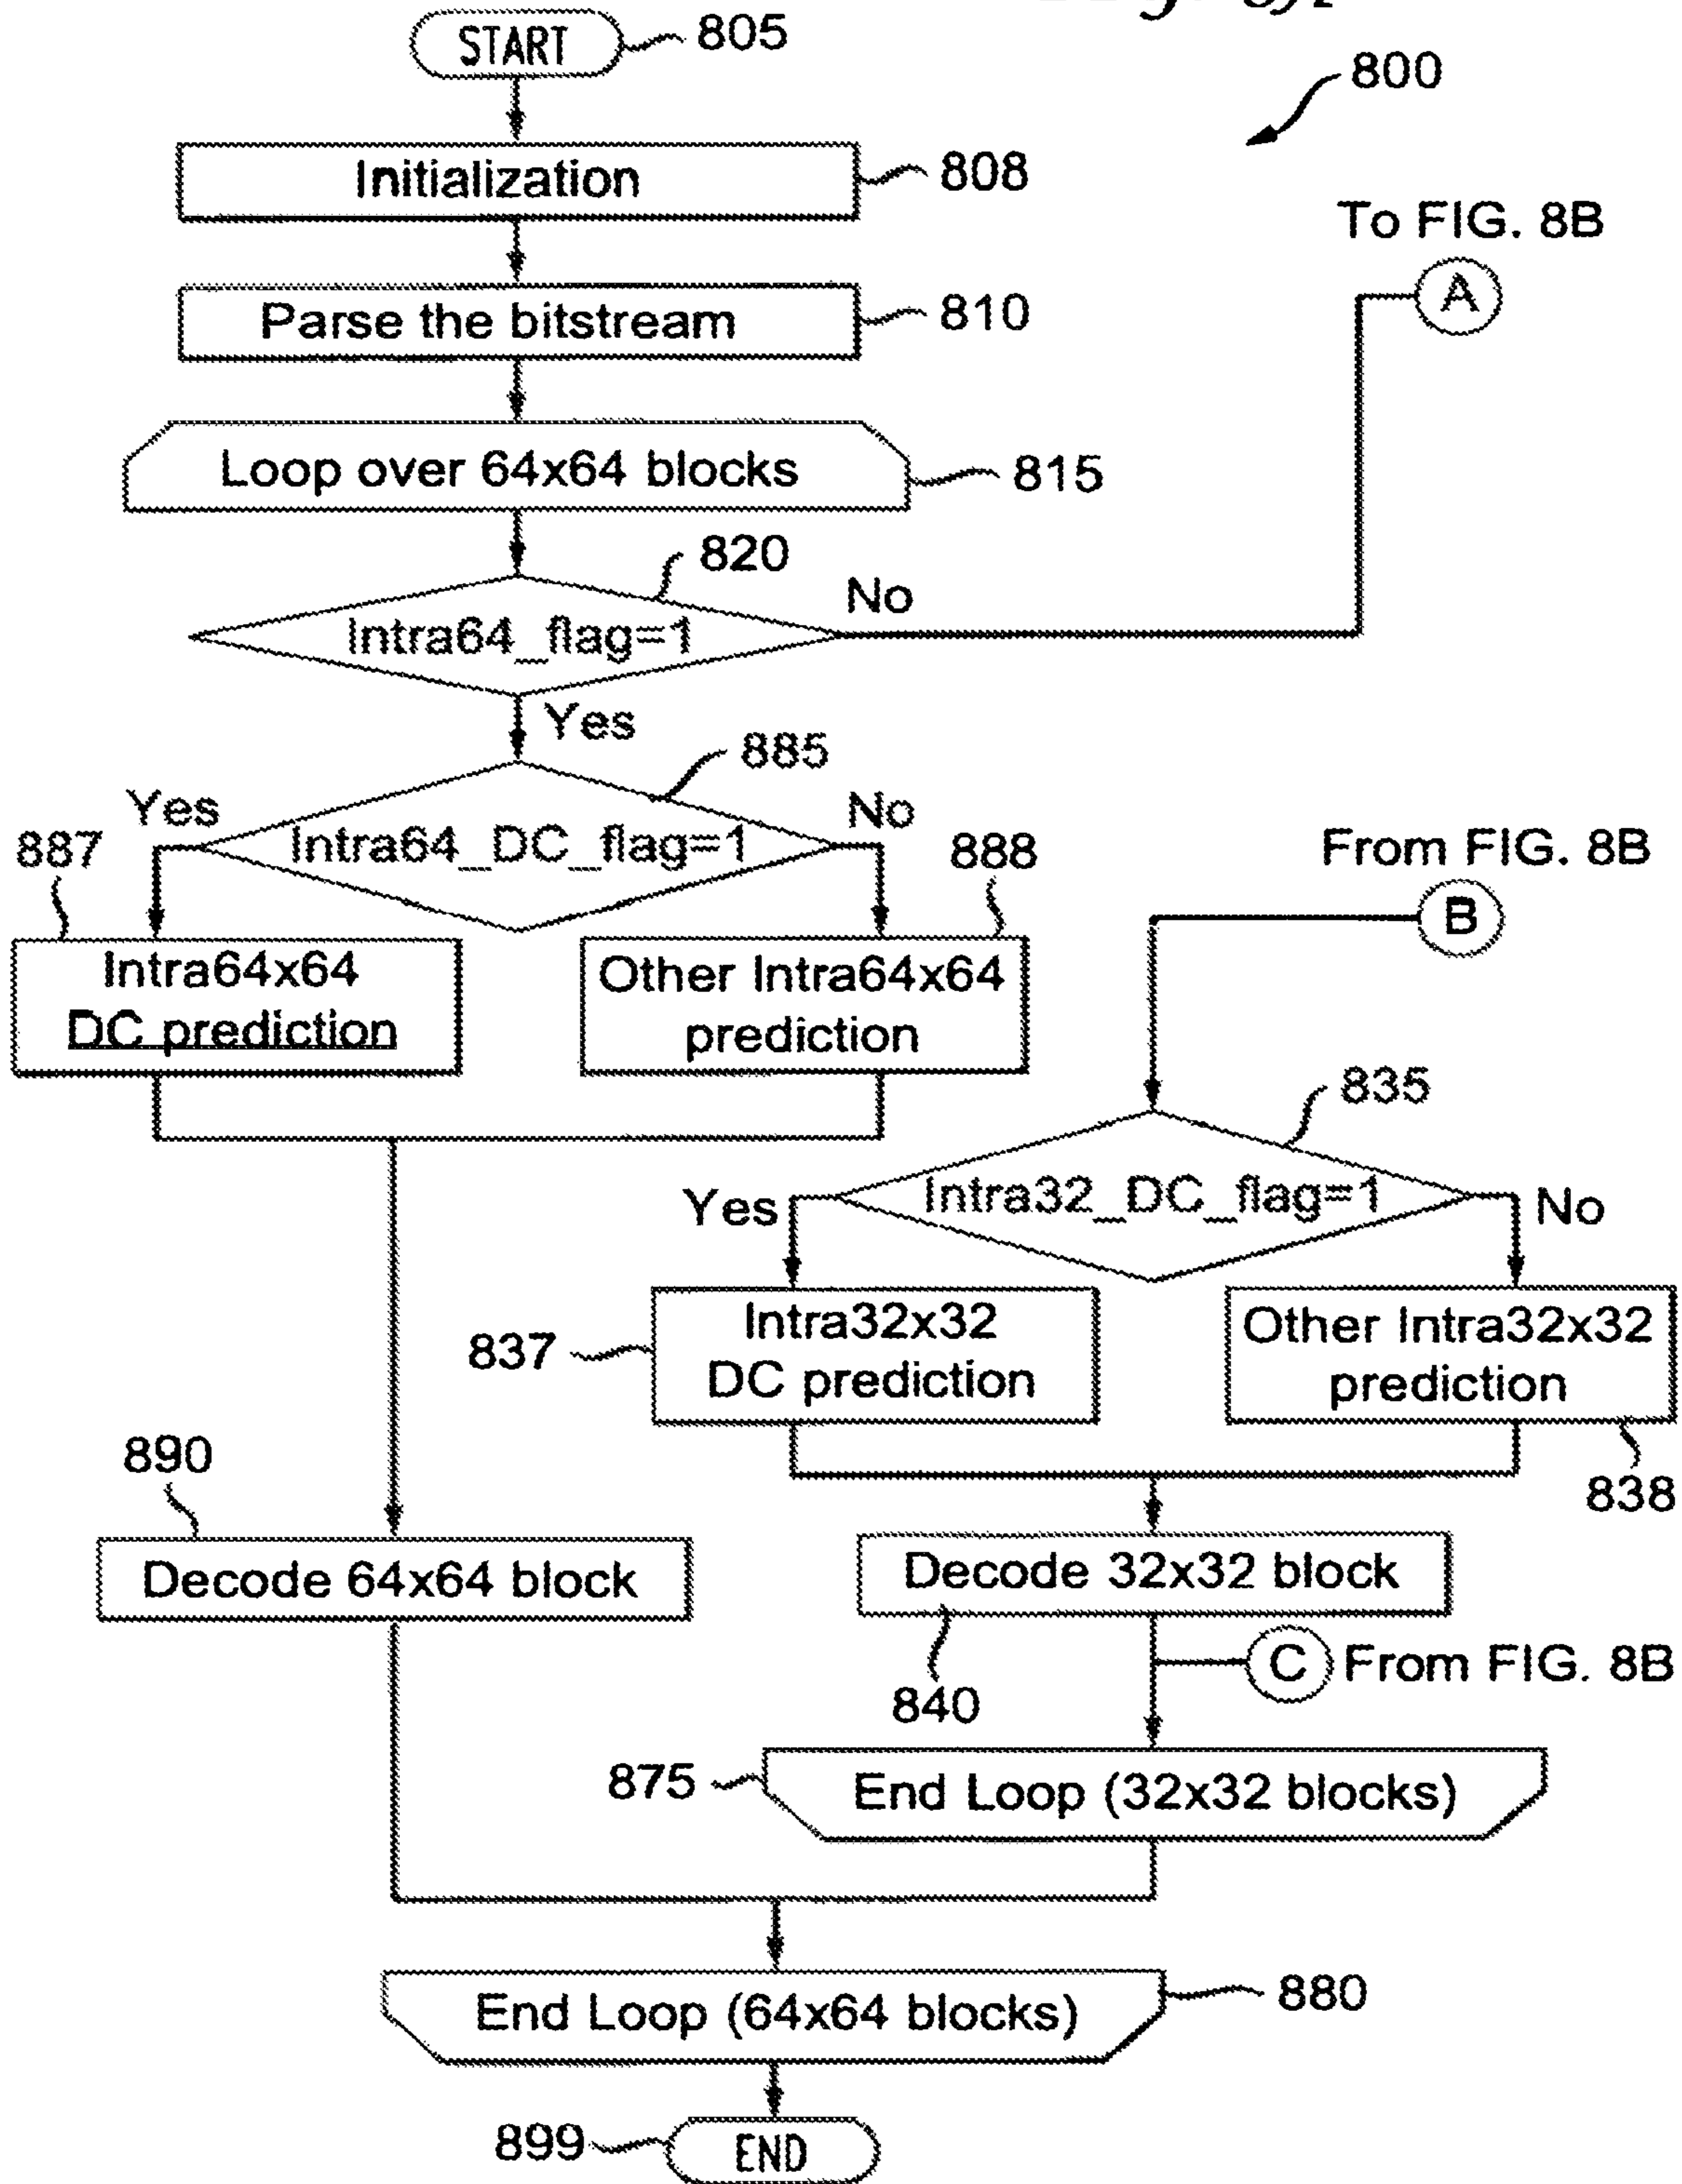 START
805
800
Initialization
808
To FIG. 8B
A
Parse the bitstream
810
Loop over 64x64 blocks
815
820
Intra64_flag=1
No
Yes
885
Yes
Intra64_DC_flag=1
No
887
888
From FIG. 8B
B
Intra64x64
DC prediction
Other Intra64x64
prediction
835
Yes
Intra32_DC_flag=1
No
837
Intra32x32
DC prediction
Other Intra32x32
prediction
838
890
Decode 64x64 block
Decode 32x32 block
840
C
From FIG. 8B
875
End Loop (32x32 blocks)
End Loop (64x64 blocks)
880
899
END